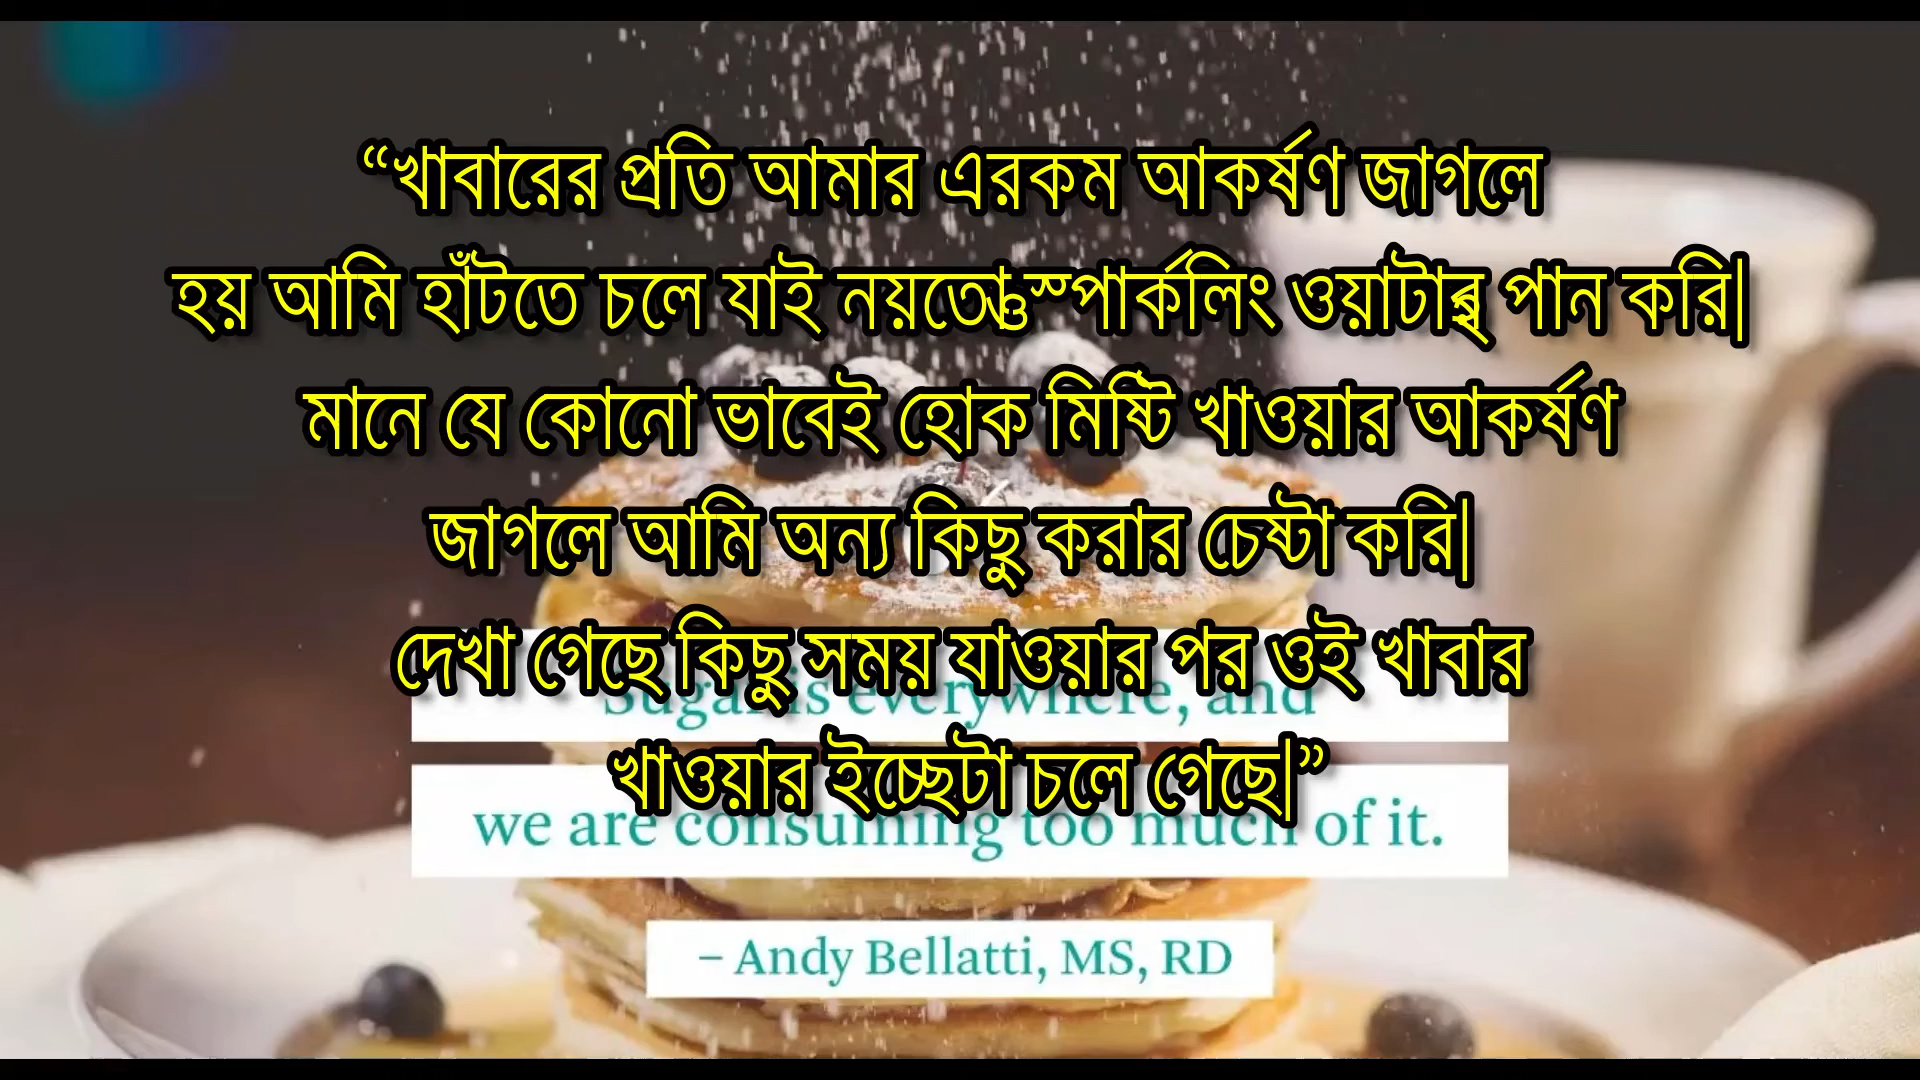 “খাবারের প্রতি আমার এরকম আকর্ষণ জাগলে
হয় আমি হাঁটতে চলে যাই নয়তো স্পার্কলিং ওয়াটার পান করি|
মানে যে কোনো ভাবেই হোক মিষ্টি খাওয়ার আকর্ষণ
জাগলে আমি অন্য কিছু করার চেষ্টা করি|
দেখা গেছে কিছু সময় যাওয়ার পর ওই খাবার
Sugar is everywhere, and
খাওয়ার ইচ্ছেটা চলে গেছে|”
we are consuming too much of it.
– Andy Bellatti, MS, RD